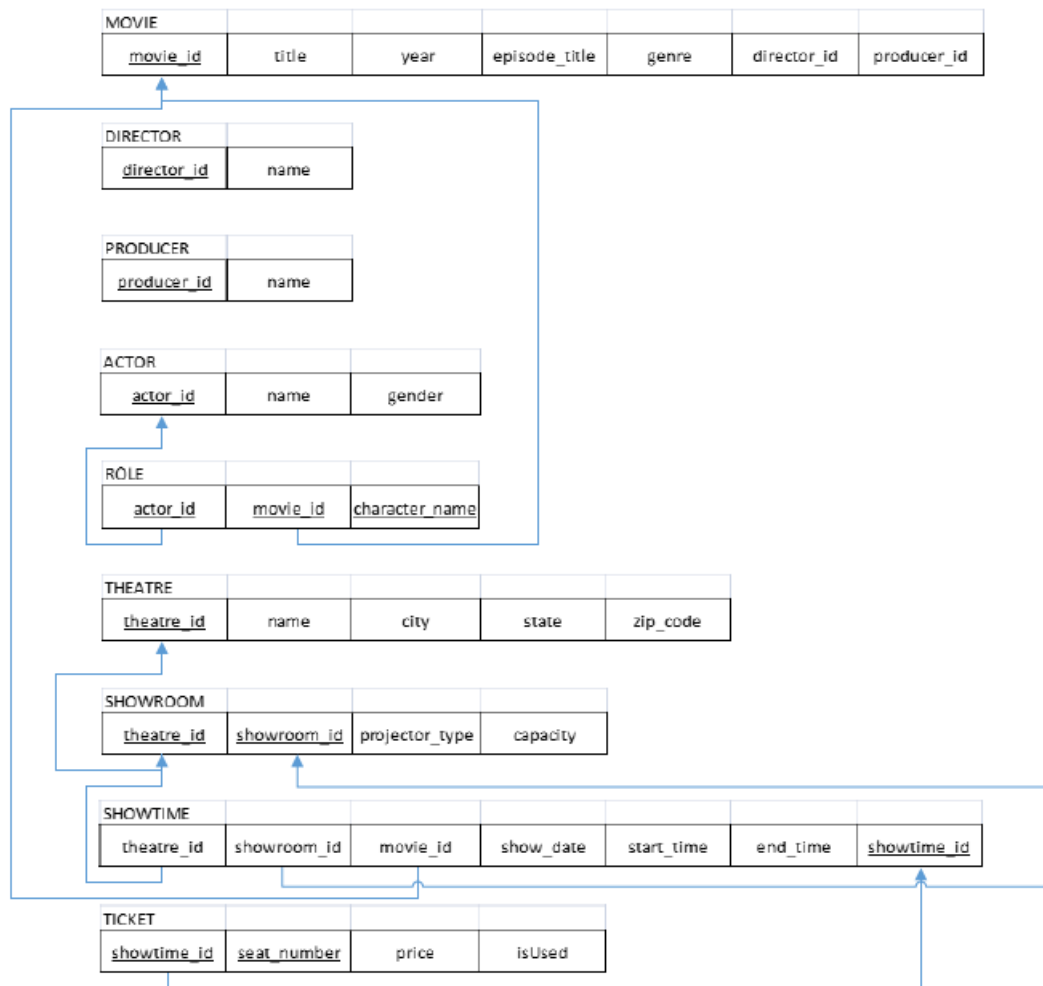 MOVIE
movie_id title year episode_title genre director_id producer_id
DIRECTOR
director_id name
PRODUCER
producer_id name
ACTOR
actor_id name gender
ROLE
actor_id movie_id character_name
THEATRE
theatre_id name city state zip_code
SHOWROOM
theatre_id showroom_id projector_type capacity
SHOWTIME
theatre_id showroom_id movie_id show_date start_time end_time showtime_id
TICKET
showtime_id seat_number price isUsed